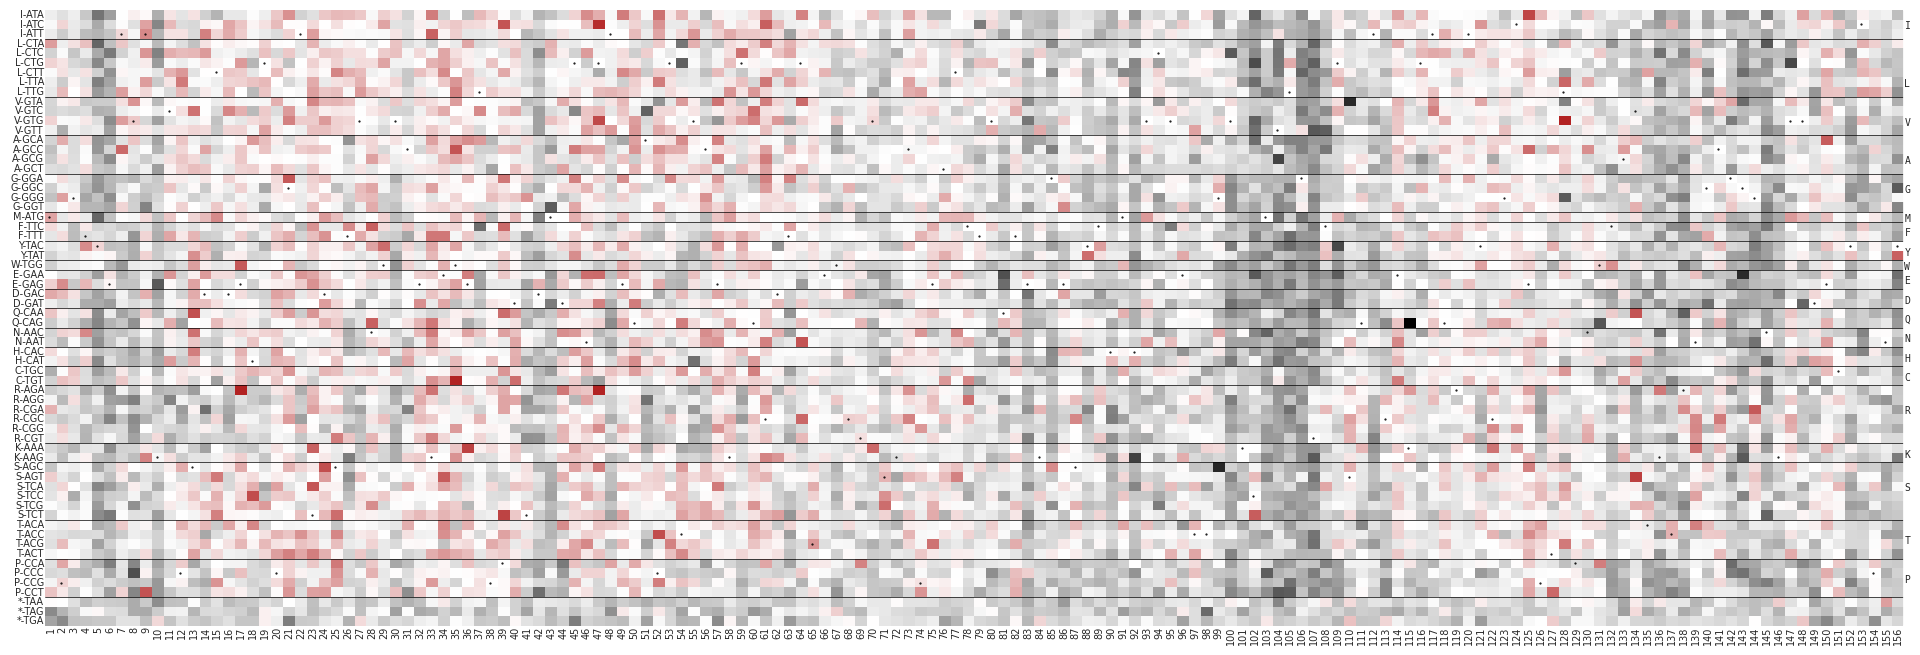 I-ATA
I-ATC
I-ATT
L-CTA
L-CTC
L-CTG
L-CTT
L-TTA
L-TTG
V-GTA
V-GTC
V-GTG
V-GTT
A-GCA
A-GCC
A-GCG
A-GCT
G-GGA
G-GGC
G-GGG
G-GGT
M-ATG
F-TTC
F-TTT
Y-TAC
Y-TAT
W-TGG
E-GAA
E-GAG
D-GAC
D-GAT
Q-CAA
Q-CAG
N-AAC
N-AAT
H-CAC
H-CAT
C-TGC
C-TGT
R-AGA
R-AGG
R-CGA
R-CGC
R-CGG
R-CGT
K-AAA
K-AAG
S-AGC
S-AGT
S-TCA
S-TCC
S-TCG
S-TCT
T-ACA
T-ACC
T-ACG
T-ACT
P-CCA
P-CCC
P-CCG
P-CCT
*-TAA
*-TAG
*-TGA
I
L
V
A
G
M
F
Y
W
E
D
Q
N
H
C
R
K
S
T
P
1 2 3 4 5 6 7 8 9 10 11 12 13 14 15 16 17 18 19 20 21 22 23 24 25 26 27 28 29 30 31 32 33 34 35 36 37 38 39 40 41 42 43 44 45 46 47 48 49 50 51 52 53 54 55 56 57 58 59 60 61 62 63 64 65 66 67 68 69 70 71 72 73 74 75 76 77 78 79 80 81 82 83 84 85 86 87 88 89 90 91 92 93 94 95 96 97 98 99 100 101 102 103 104 105 106 107 108 109 110 111 112 113 114 115 116 117 118 119 120 121 122 123 124 125 126 127 128 129 130 131 132 133 134 135 136 137 138 139 140 141 142 143 144 145 146 147 148 149 150 151 152 153 154 155 156